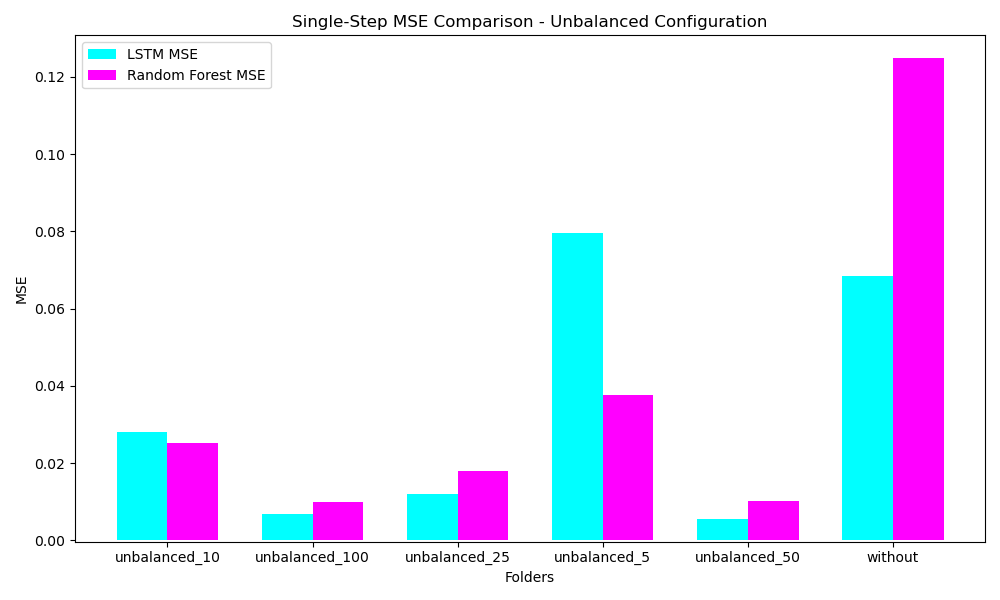 Single-Step MSE Comparison - Unbalanced Configuration
LSTM MSE
Random Forest MSE
MSE
0.12
0.10
0.08
0.06
0.04
0.02
0.00
unbalanced_10 unbalanced_100 unbalanced_25 unbalanced_5 unbalanced_50 without
Folders